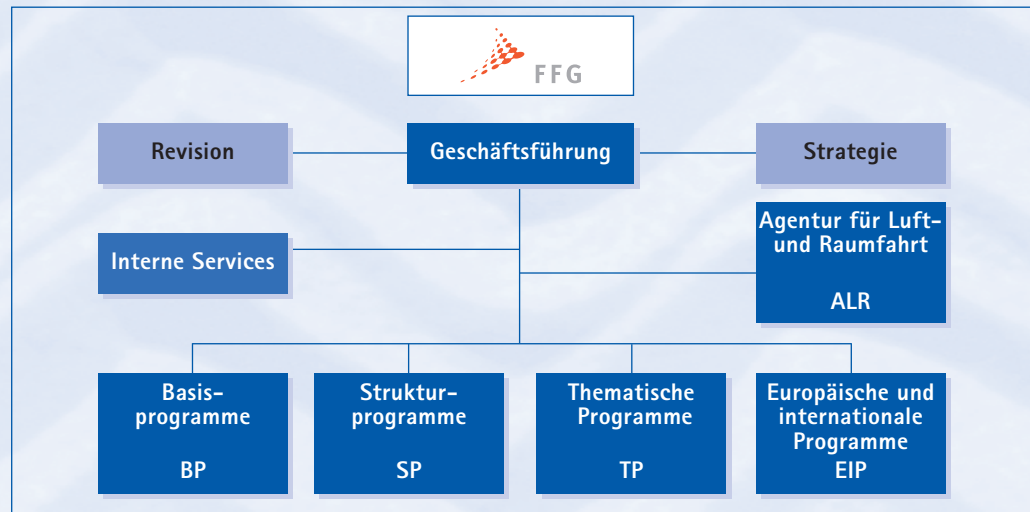 FFG
Revision
Geschäftsführung
Strategie
Interne Services
Agentur für Luft-
und Raumfahrt
ALR
Basis-
programme
BP
Struktur-
programme
SP
Thematische
Programme
TP
Europäische und
internationale
Programme
EIP